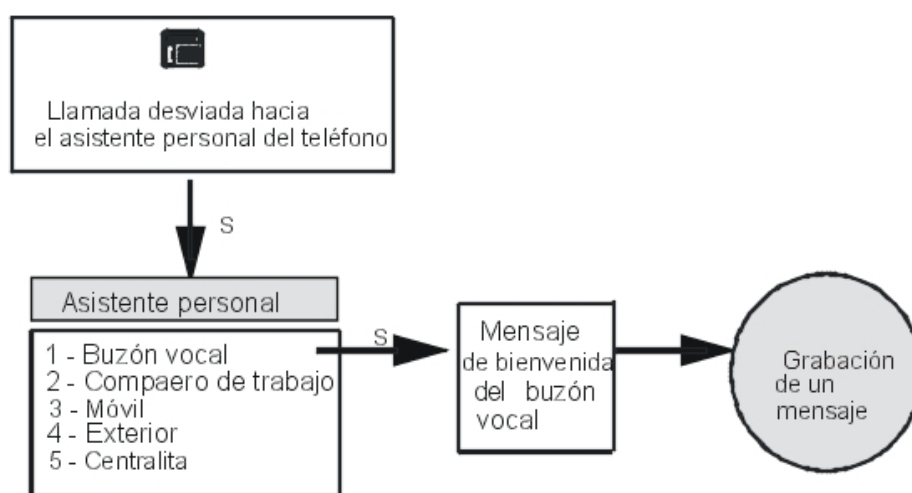 Llamada desviada hacia
el asistente personal del teléfono
S
Asistente personal
1 - Buzón vocal
2 - Compaero de trabajo
3 - Móvil
4 - Exterior
5 - Centralita
S
Mensaje
de bienvenida
del buzón
vocal
Grabación
de un
mensaje